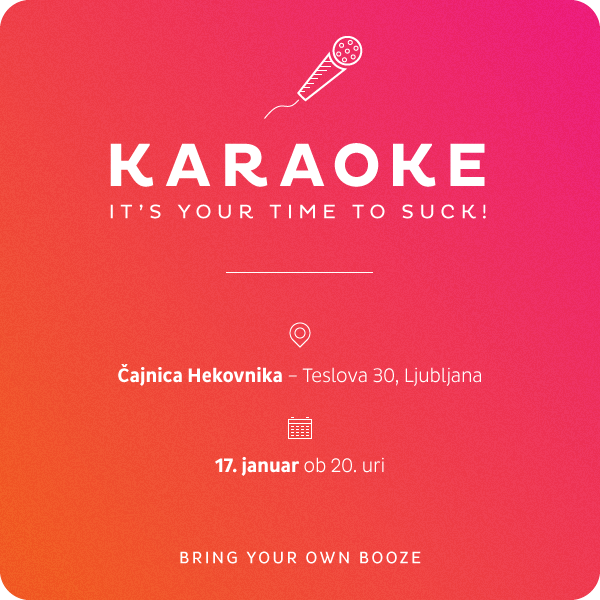 KARAOKE
IT'S YOUR TIME TO SUCK!
Čajnica Hekovnika – Teslova 30, Ljubljana
17. januar ob 20. uri
BRING YOUR OWN BOOZE